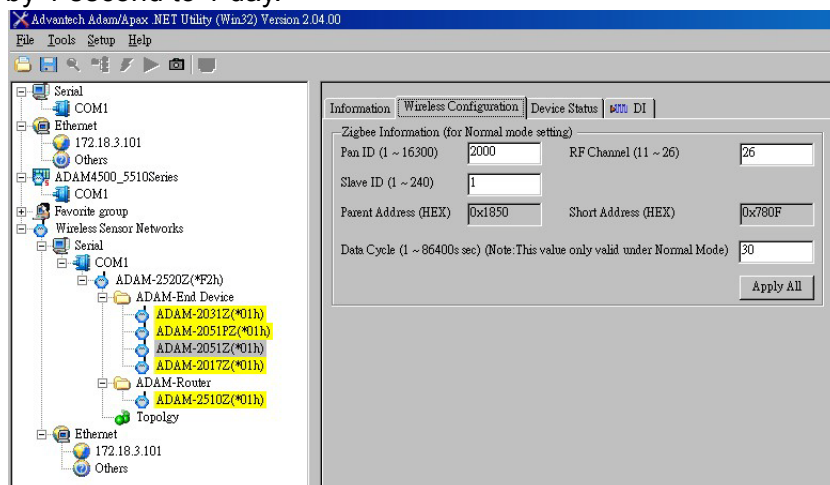 by 1 second to 1 day.
Advantech Adam/Apax .NET Utility (Win32) Version 2.04.00
File Tools Setup Help
Serial
COM1
Ethernet
172.18.3.101
Others
ADAM4500_5510Series
COM1
Favorite group
Wireless Sensor Networks
Serial
COM1
ADAM-2520Z(*F2h)
ADAM-End Device
ADAM-2031Z(*01h)
ADAM-2051PZ(*01h)
ADAM-2051Z(*01h)
ADAM-2017Z(*01h)
ADAM-Router
ADAM-2510Z(*01h)
Topolgy
Ethernet
172.18.3.101
Others
Information Wireless Configuration Device Status DI
Zigbee Information (for Normal mode setting)
Pan ID (1 ~ 16300) 2000 RF Channel (11 ~ 26) 26
Slave ID (1 ~ 240) 1
Parent Address (HEX) 0x1850 Short Address (HEX) 0x780F
Data Cycle (1 ~ 86400s sec) (Note:This value only valid under Normal Mode) 30
Apply All